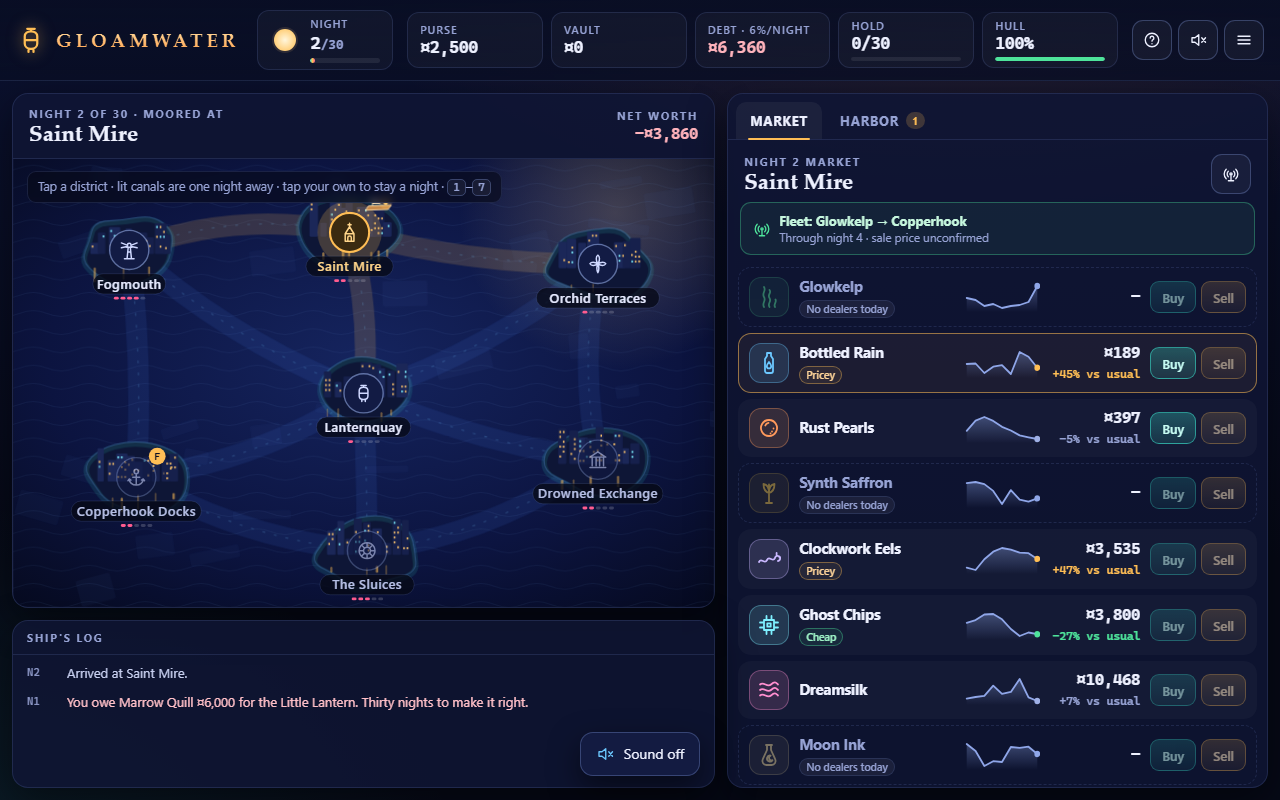 GLOAMWATER
NIGHT
2/30
PURSE
¤2,500
VAULT
¤0
DEBT · 6%/NIGHT
¤6,360
HOLD
0/30
HULL
100%
NIGHT 2 OF 30 · MOORED AT
Saint Mire
NET WORTH
−¤3,860
Tap a district · lit canals are one night away · tap your own to stay a night · 1–7
Fogmouth
Saint Mire
Orchid Terraces
Lanternquay
F
Copperhook Docks
Drowned Exchange
The Sluices
SHIP'S LOG
N2 Arrived at Saint Mire.
N1 You owe Marrow Quill ¤6,000 for the Little Lantern. Thirty nights to make it right.
Sound off
MARKET
HARBOR 1
NIGHT 2 MARKET
Saint Mire
Fleet: Glowkelp → Copperhook
Through night 4 · sale price unconfirmed
Glowkelp
No dealers today
– Buy Sell
Bottled Rain
Pricey
¤189
+45% vs usual
Buy Sell
Rust Pearls
¤397
−5% vs usual
Buy Sell
Synth Saffron
No dealers today
– Buy Sell
Clockwork Eels
Pricey
¤3,535
+47% vs usual
Buy Sell
Ghost Chips
Cheap
¤3,800
−27% vs usual
Buy Sell
Dreamsilk
¤10,468
+7% vs usual
Buy Sell
Moon Ink
No dealers today
– Buy Sell